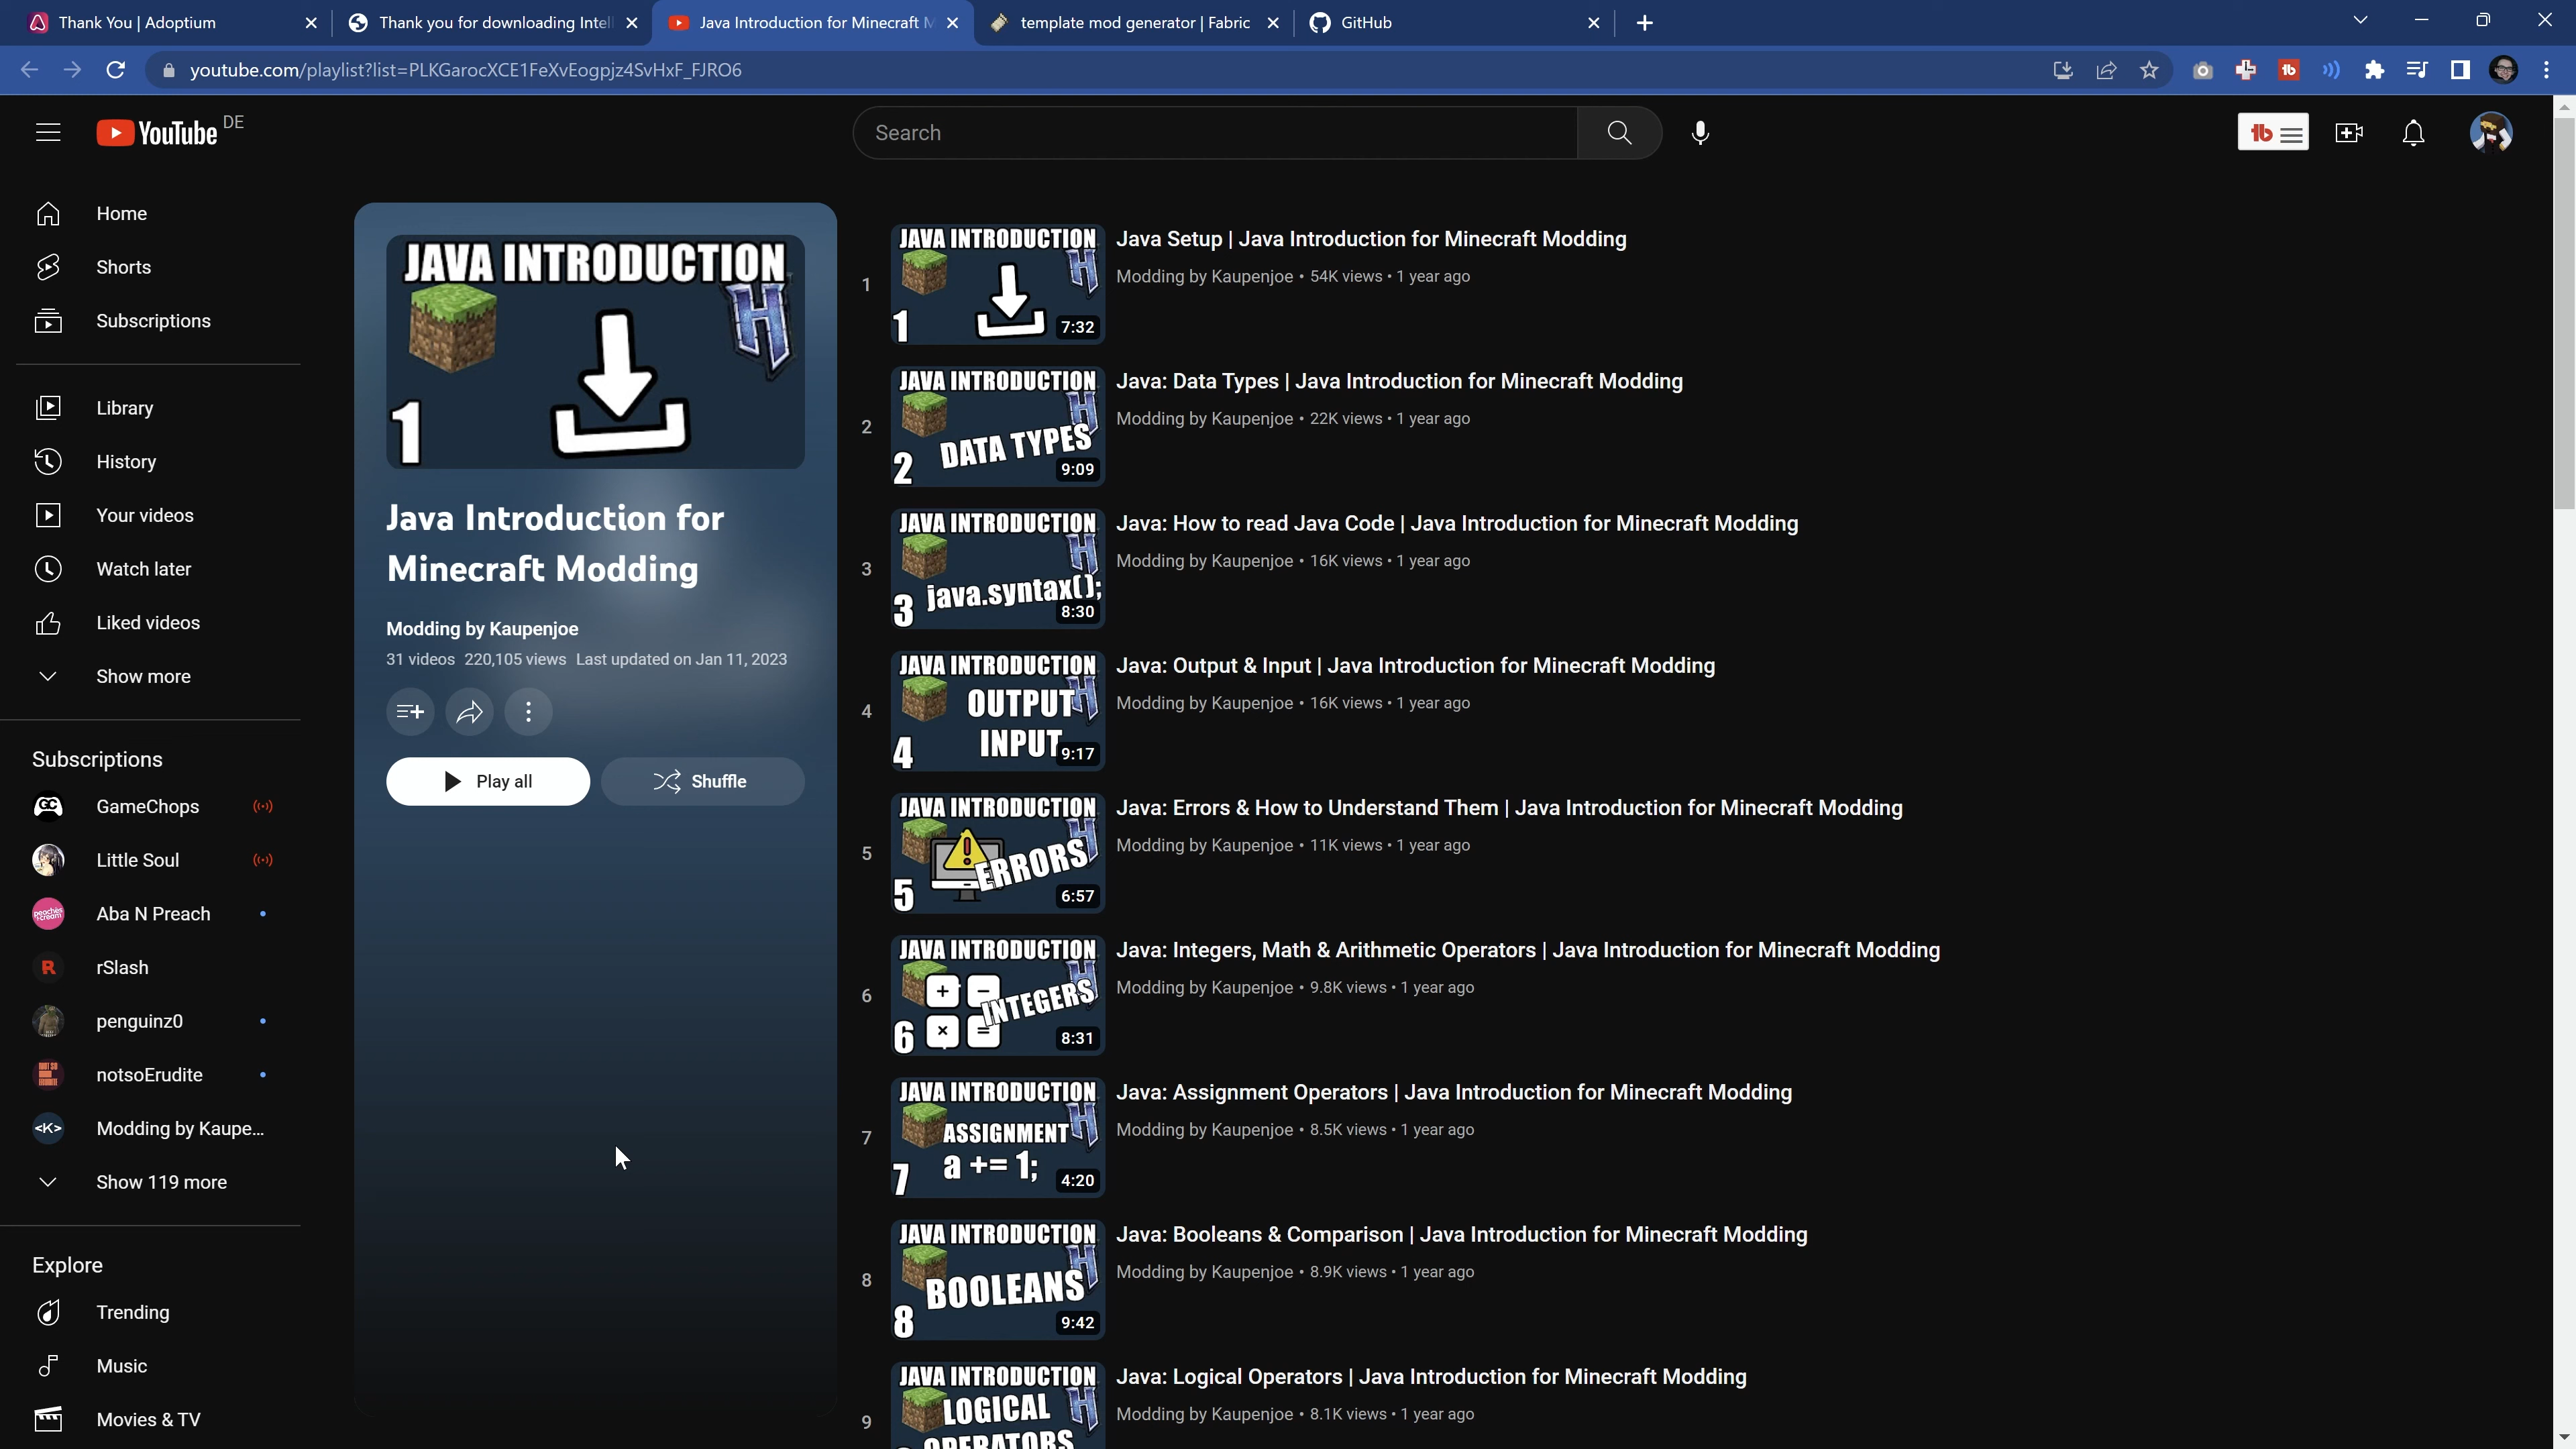 Thank You | Adoptium
Thank you for downloading Intell
Java Introduction for Minecraft M
template mod generator | Fabric
GitHub
youtube.com/playlist?list=PLKGarocXCE1FeXvEogpjz4SvHxF_FJRO6
YouTube DE
Search
Home
Shorts
Subscriptions
Library
History
Your videos
Watch later
Liked videos
Show more
Subscriptions
GameChops
Little Soul
Aba N Preach
rSlash
penguinz0
notsoErudite
<K> Modding by Kaupe...
Show 119 more
Explore
Trending
Music
Movies & TV
JAVA INTRODUCTION
1
Java Introduction for
Minecraft Modding
Modding by Kaupenjoe
31 videos 220,105 views Last updated on Jan 11, 2023
Play all
Shuffle
1
JAVA INTRODUCTION
1
7:32
Java Setup | Java Introduction for Minecraft Modding
Modding by Kaupenjoe • 54K views • 1 year ago
2
JAVA INTRODUCTION
DATA TYPES
2
9:09
Java: Data Types | Java Introduction for Minecraft Modding
Modding by Kaupenjoe • 22K views • 1 year ago
3
JAVA INTRODUCTION
java.syntax();
3
8:30
Java: How to read Java Code | Java Introduction for Minecraft Modding
Modding by Kaupenjoe • 16K views • 1 year ago
4
JAVA INTRODUCTION
OUTPUT
INPUT
4
9:17
Java: Output & Input | Java Introduction for Minecraft Modding
Modding by Kaupenjoe • 16K views • 1 year ago
5
JAVA INTRODUCTION
ERRORS
5
6:57
Java: Errors & How to Understand Them | Java Introduction for Minecraft Modding
Modding by Kaupenjoe • 11K views • 1 year ago
6
JAVA INTRODUCTION
INTEGERS
6
8:31
Java: Integers, Math & Arithmetic Operators | Java Introduction for Minecraft Modding
Modding by Kaupenjoe • 9.8K views • 1 year ago
7
JAVA INTRODUCTION
ASSIGNMENT
a += 1;
7
4:20
Java: Assignment Operators | Java Introduction for Minecraft Modding
Modding by Kaupenjoe • 8.5K views • 1 year ago
8
JAVA INTRODUCTION
BOOLEANS
8
9:42
Java: Booleans & Comparison | Java Introduction for Minecraft Modding
Modding by Kaupenjoe • 8.9K views • 1 year ago
9
JAVA INTRODUCTION
LOGICAL
OPERATORS
Java: Logical Operators | Java Introduction for Minecraft Modding
Modding by Kaupenjoe • 8.1K views • 1 year ago